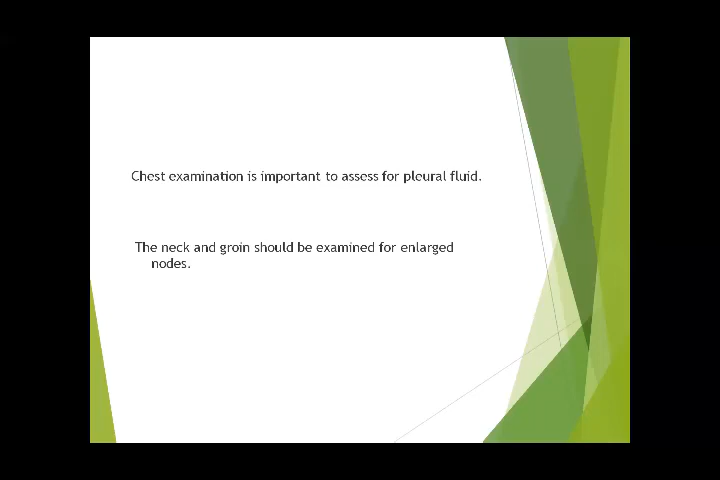 Chest examination is important to assess for pleural fluid.
The neck and groin should be examined for enlarged
nodes.